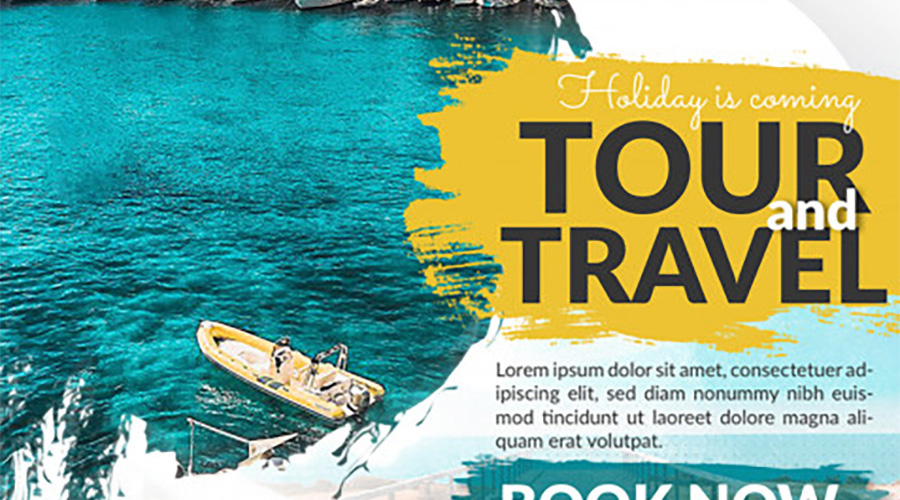 Holiday is coming
TOUR
and
TRAVEL
Lorem ipsum dolor sit amet, consectetuer ad-
ipiscing elit, sed diam nonummy nibh euis-
mod tincidunt ut laoreet dolore magna ali-
quam erat volutpat.
BOOK NOW